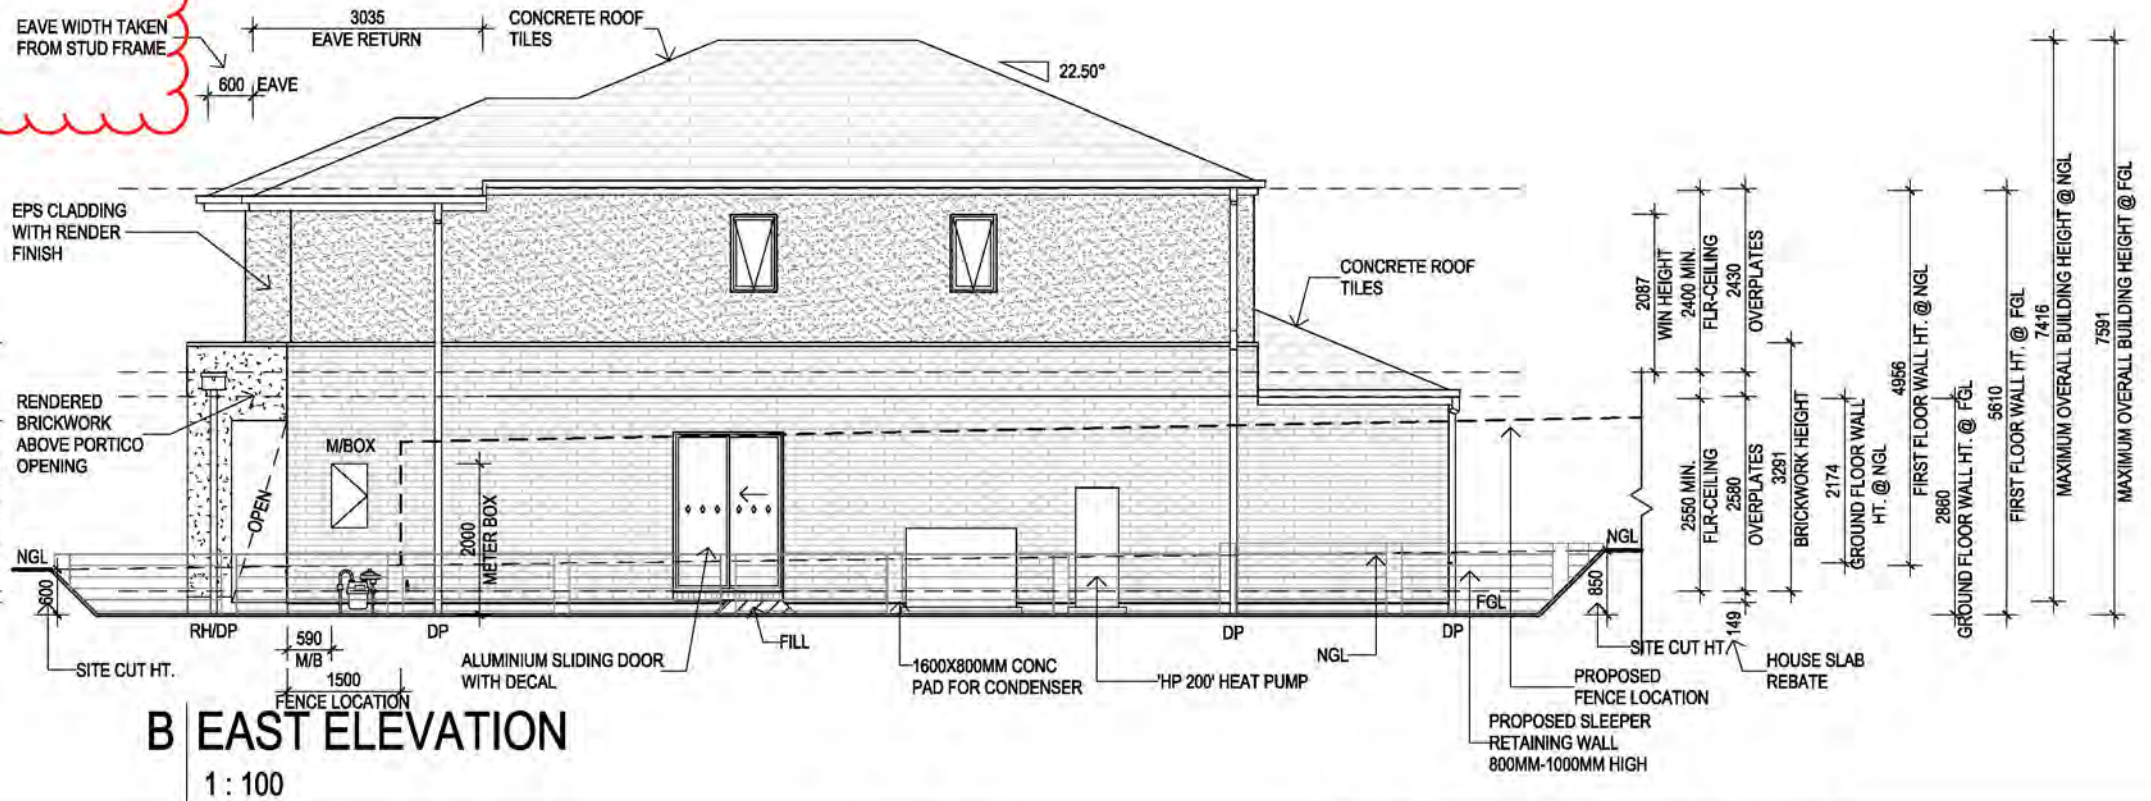 EAVE WIDTH TAKEN
FROM STUD FRAME
3035
EAVE RETURN
600 EAVE
CONCRETE ROOF
TILES
22.50°
EPS CLADDING
WITH RENDER
FINISH
CONCRETE ROOF
TILES
RENDERED
BRICKWORK
ABOVE PORTICO
OPENING
M/BOX
OPEN
2000
METER BOX
NGL
600
SITE CUT HT.
RH/DP
590
M/B
1500
FENCE LOCATION
DP
ALUMINIUM SLIDING DOOR
WITH DECAL
FILL
1600X800MM CONC
PAD FOR CONDENSER
'HP 200' HEAT PUMP
DP
NGL
FGL
DP
NGL
850
SITE CUT HT.
149
HOUSE SLAB
REBATE
PROPOSED
FENCE LOCATION
PROPOSED SLEEPER
RETAINING WALL
800MM-1000MM HIGH
2087
WIN HEIGHT
2400 MIN.
FLR-CEILING
2430
OVERPLATES
2550 MIN.
FLR-CEILING
2580
OVERPLATES
3291
BRICKWORK HEIGHT
2174
GROUND FLOOR WALL
HT. @ NGL
4956
FIRST FLOOR WALL HT. @ NGL
2860
GROUND FLOOR WALL HT. @ FGL
5610
FIRST FLOOR WALL HT. @ FGL
7416
MAXIMUM OVERALL BUILDING HEIGHT @ NGL
7591
MAXIMUM OVERALL BUILDING HEIGHT @ FGL
B EAST ELEVATION
1 : 100